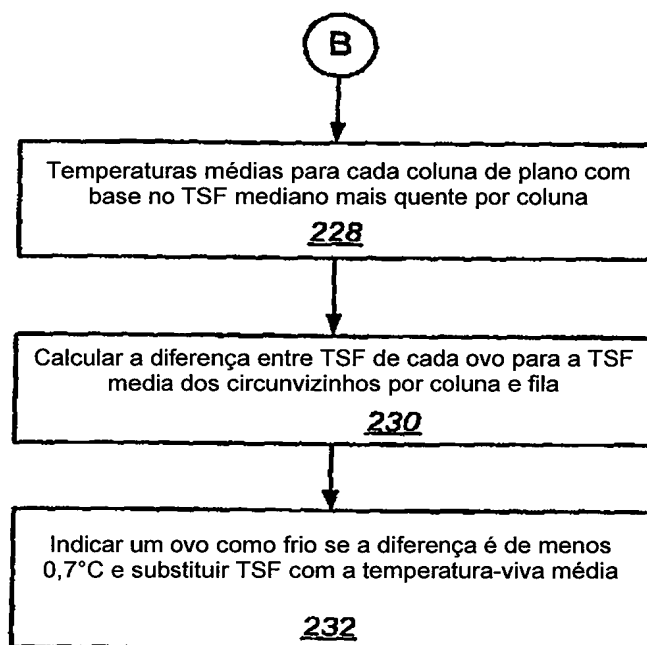 B
Temperaturas médias para cada coluna de plano com
base no TSF mediano mais quente por coluna
228
Calcular a diferença entre TSF de cada ovo para a TSF
media dos circunvizinhos por coluna e fila
230
Indicar um ovo como frio se a diferença é de menos
0,7°C e substituir TSF com a temperatura-viva média
232